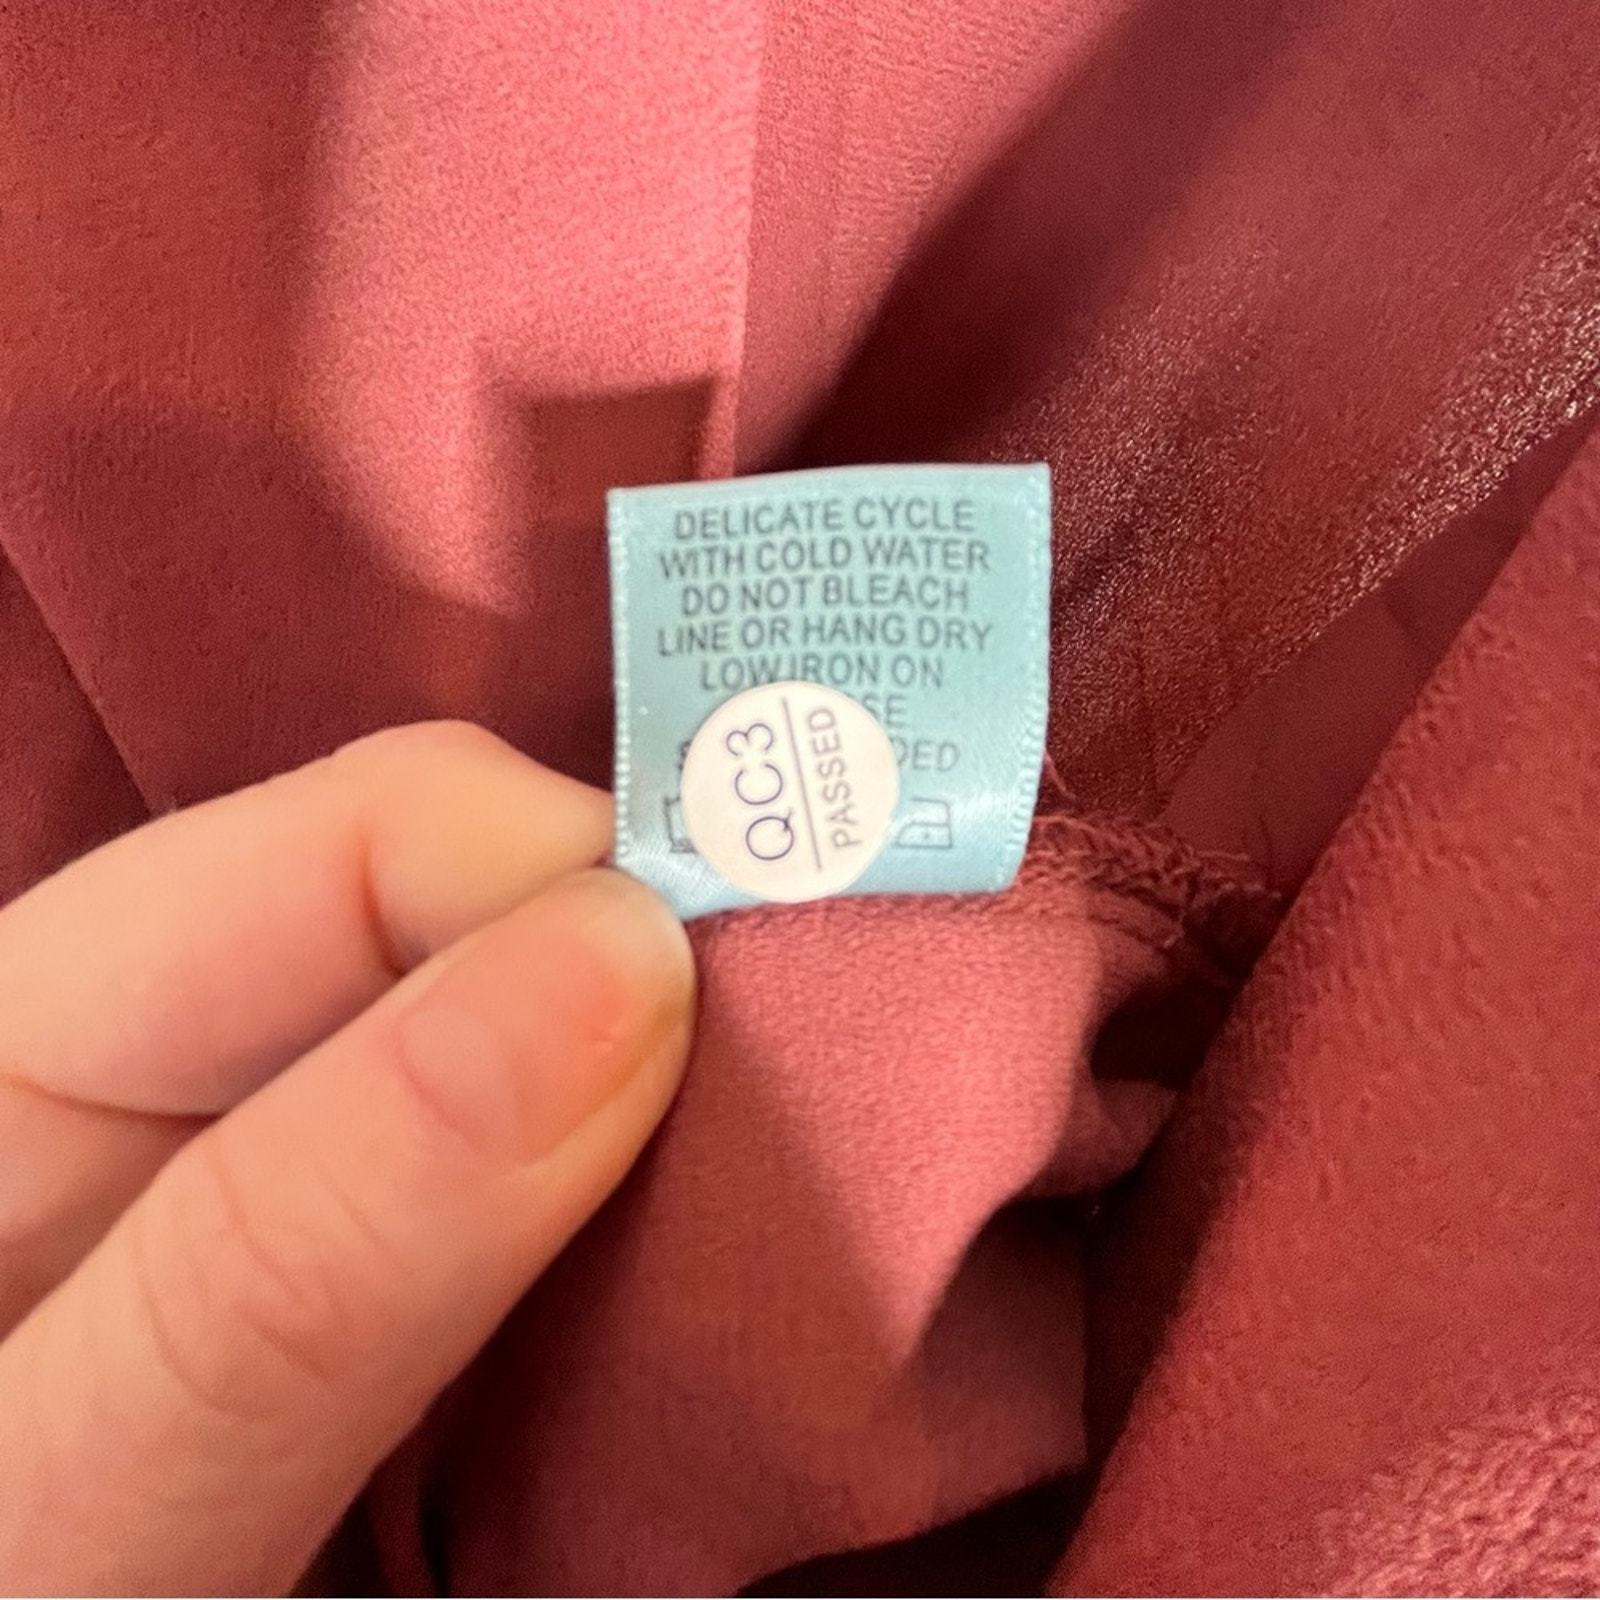 DELICATE CYCLE
WITH COLD WATER
DO NOT BLEACH
LINE OR HANG DRY
LOW IRON ON
QC3
PASSED